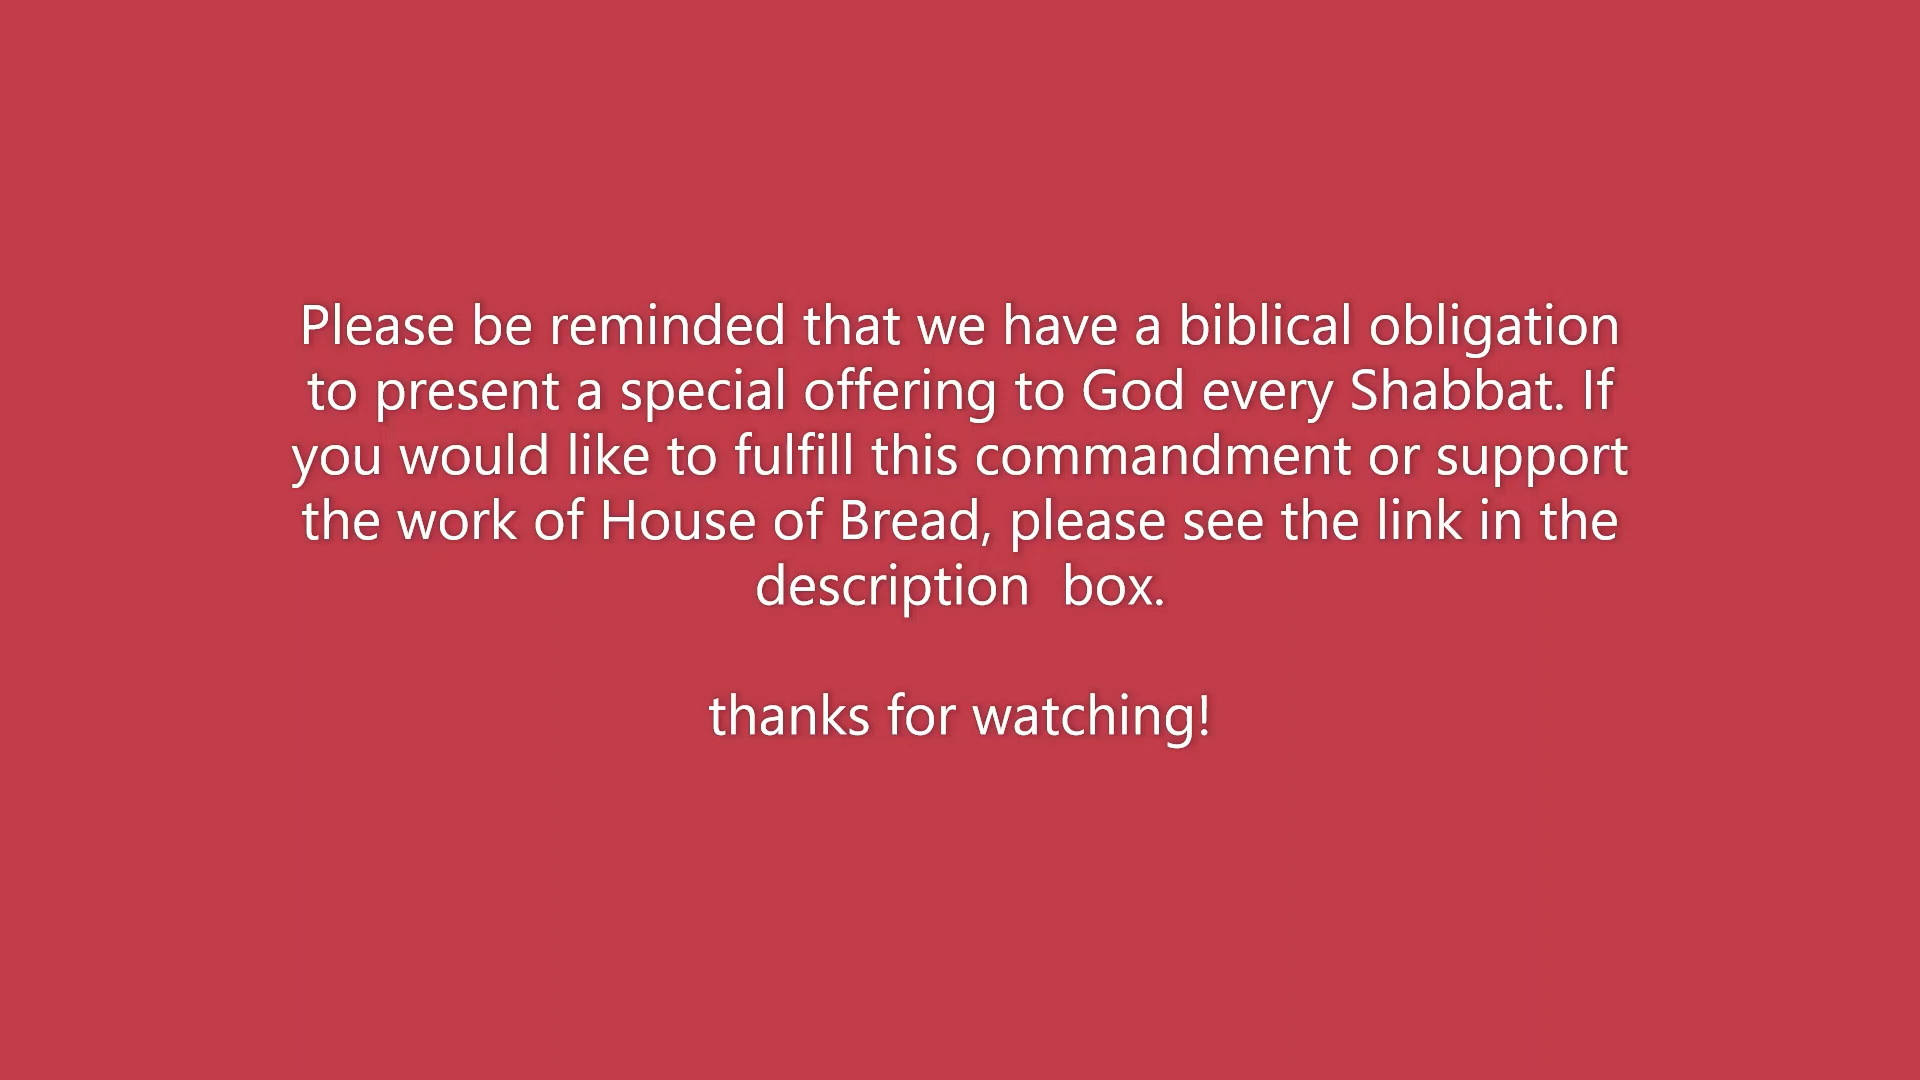 Please be reminded that we have a biblical obligation
to present a special offering to God every Shabbat. If
you would like to fulfill this commandment or support
the work of House of Bread, please see the link in the
description  box.
thanks for watching!